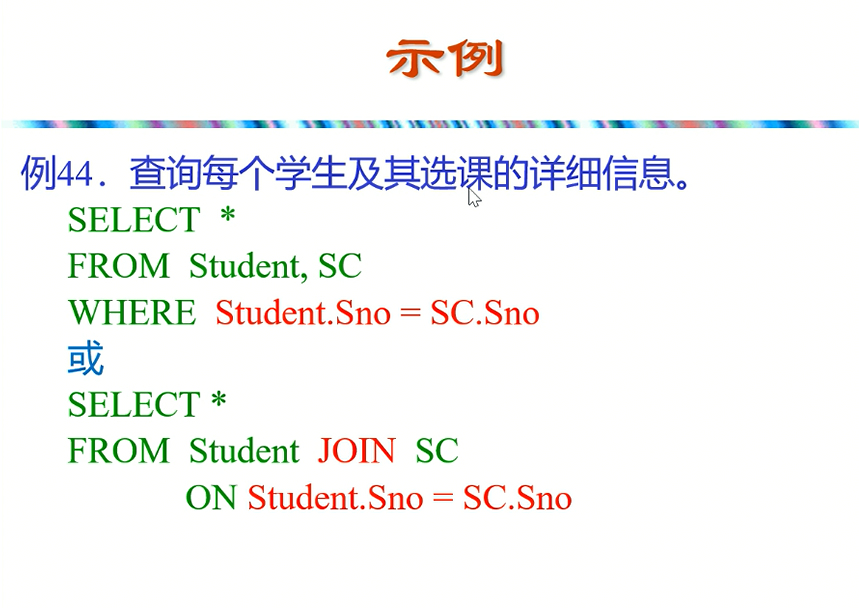 示例
例44．查询每个学生及其选课的详细信息。
SELECT *
FROM Student, SC
WHERE Student.Sno = SC.Sno
或
SELECT *
FROM Student JOIN SC
ON Student.Sno = SC.Sno